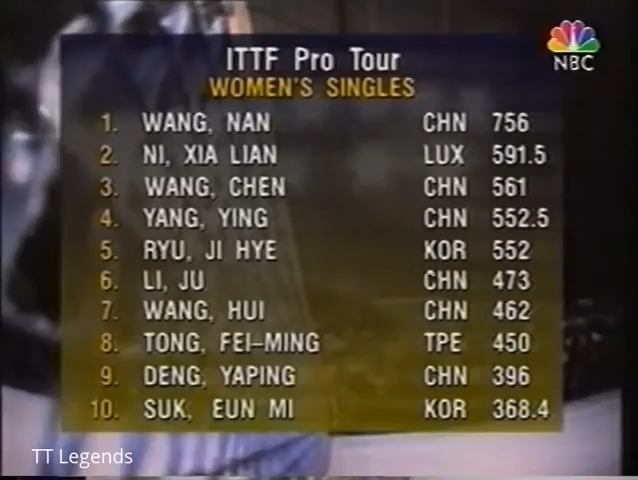 ITTF Pro Tour
NBC
WOMEN'S SINGLES
1. WANG, NAN CHN 756
2. NI, XIA LIAN LUX 591.5
3. WANG, CHEN CHN 561
4. YANG, YING CHN 552.5
5. RYU, JI HYE KOR 552
6. LI, JU CHN 473
7. WANG, HUI CHN 462
8. TONG, FEI-MING TPE 450
9. DENG, YAPING CHN 396
10. SUK, EUN MI KOR 368.4
TT Legends